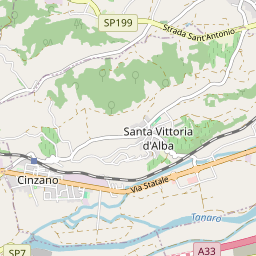 SP199
Strada Sant'Antonio
Santa Vittoria
d'Alba
Cinzano
Via Statale
Tanaro
SP7
A33